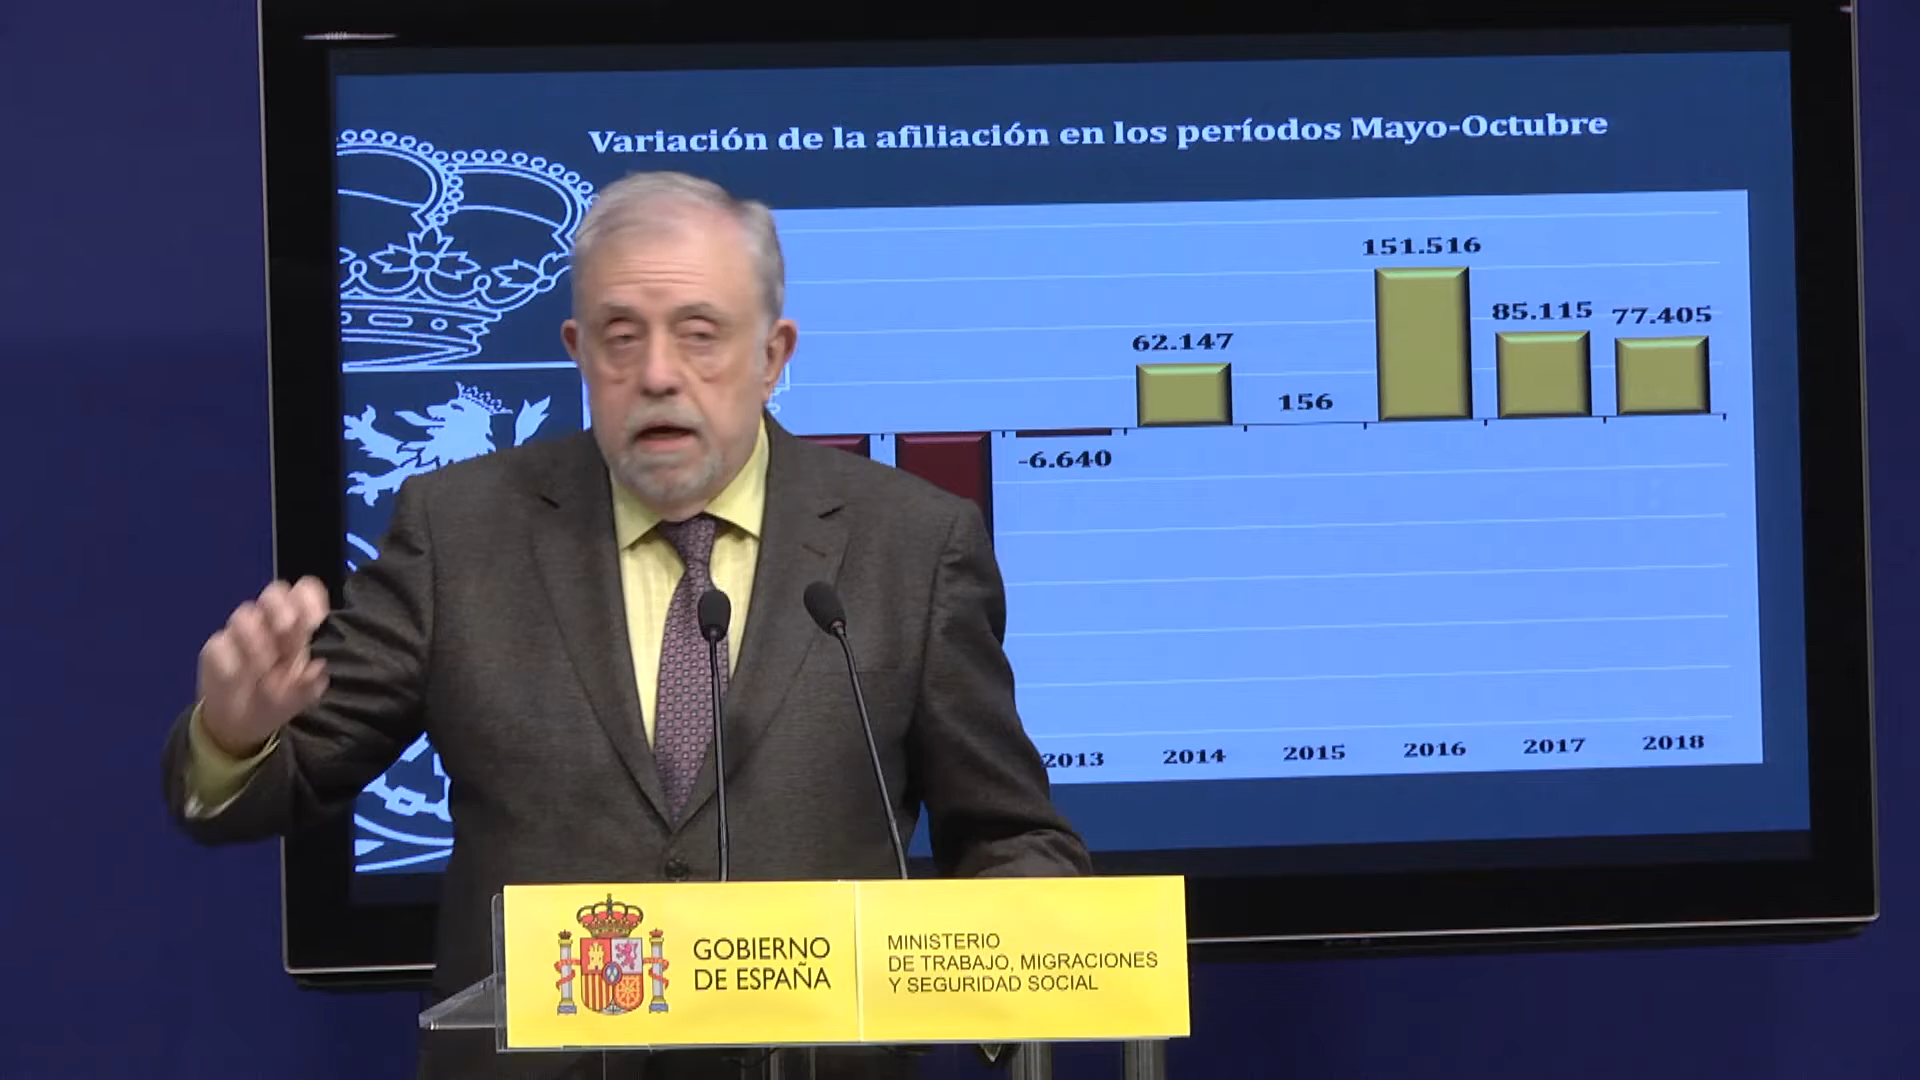 Variación de la afiliación en los períodos Mayo-Octubre
151.516
85.115
77.405
62.147
156
-6.640
2013
2014
2015
2016
2017
2018
GOBIERNO
DE ESPAÑA
MINISTERIO
DE TRABAJO, MIGRACIONES
Y SEGURIDAD SOCIAL